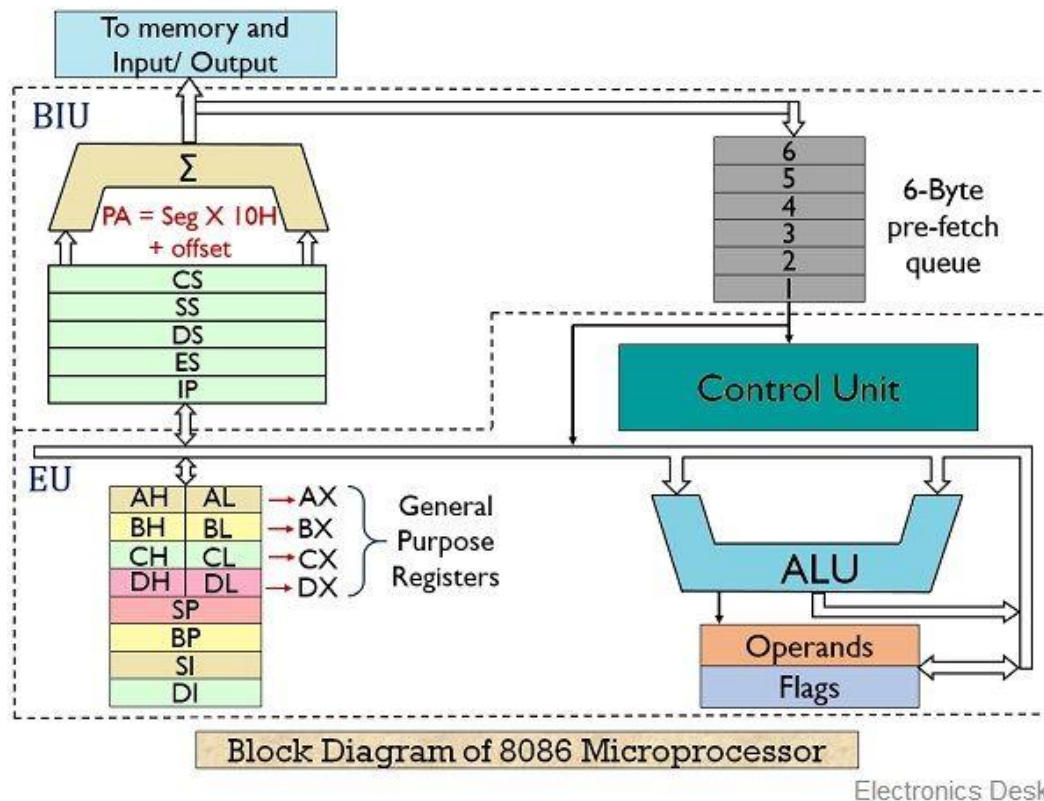 To memory and
Input/ Output
BIU
Σ
PA = Seg X 10H
+ offset
CS
SS
DS
ES
IP
6
5
4
3
2
1
6-Byte
pre-fetch
queue
Control Unit
EU
AH AL AX
BH BL BX
CH CL CX
DH DL DX
SP
BP
SI
DI
General
Purpose
Registers
ALU
Operands
Flags
Block Diagram of 8086 Microprocessor
Electronics Desk